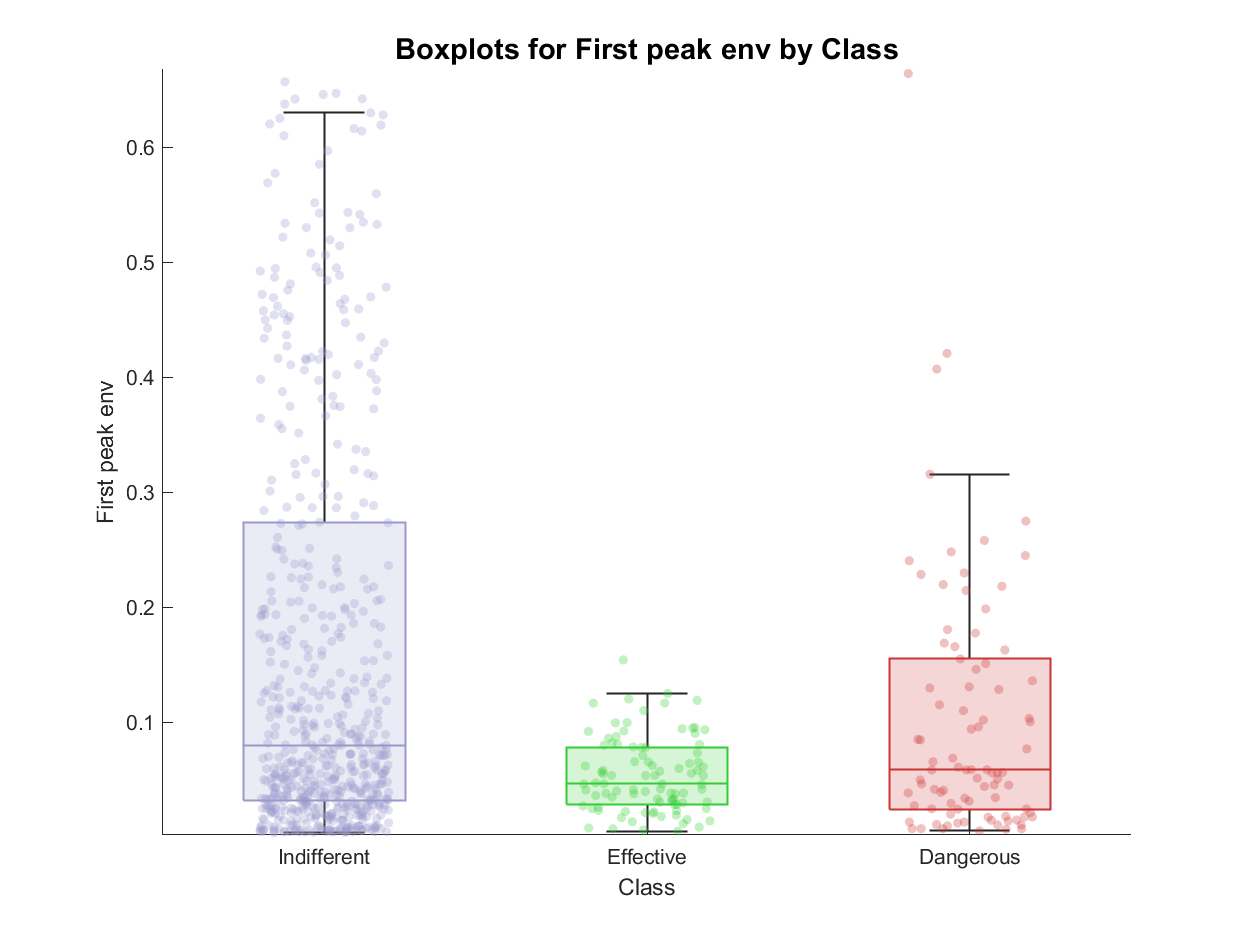 Boxplots for First peak env by Class
First peak env
0.6
0.5
0.4
0.3
0.2
0.1
Indifferent
Effective
Dangerous
Class